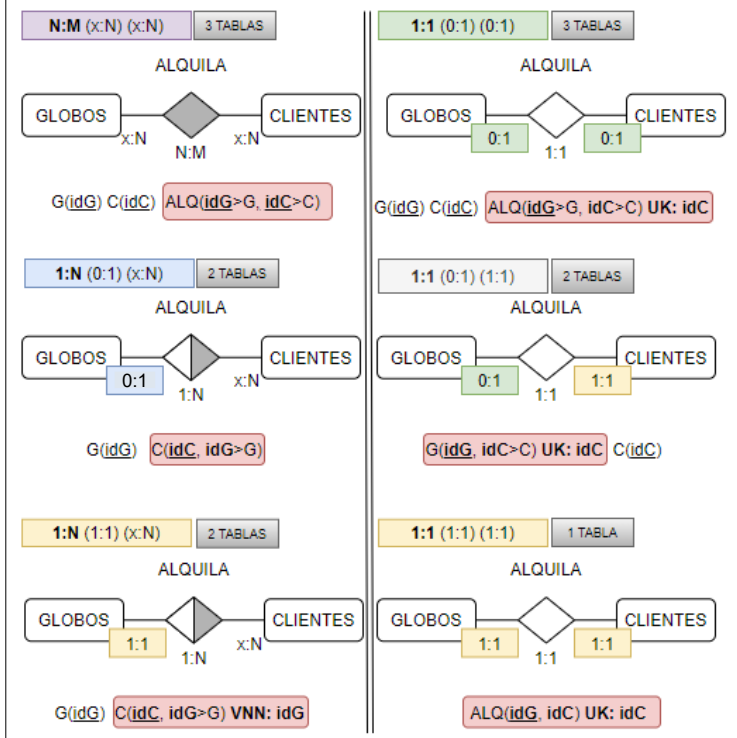 N:M (x:N) (x:N) 3 TABLAS
ALQUILA
GLOBOS CLIENTES
x:N x:N
N:M
G(idG) C(idC) ALQ(idG>G, idC>C)
1:N (0:1) (x:N) 2 TABLAS
ALQUILA
GLOBOS CLIENTES
0:1 x:N
1:N
G(idG) C(idC, idG>G)
1:N (1:1) (x:N) 2 TABLAS
ALQUILA
GLOBOS CLIENTES
1:1 x:N
1:N
G(idG) C(idC, idG>G) VNN: idG
1:1 (0:1) (0:1) 3 TABLAS
ALQUILA
GLOBOS CLIENTES
0:1 0:1
1:1
G(idG) C(idC) ALQ(idG>G, idC>C) UK: idC
1:1 (0:1) (1:1) 2 TABLAS
ALQUILA
GLOBOS CLIENTES
0:1 1:1
1:1
G(idG, idC>C) UK: idC C(idC)
1:1 (1:1) (1:1) 1 TABLA
ALQUILA
GLOBOS CLIENTES
1:1 1:1
1:1
ALQ(idG, idC) UK: idC